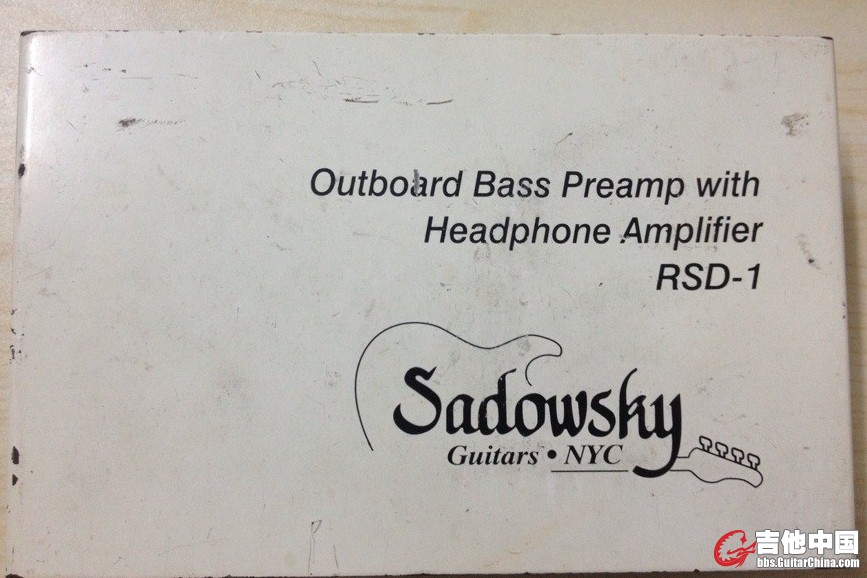 Outboard Bass Preamp with
Headphone Amplifier
RSD-1
Sadowsky
Guitars • NYC
吉他中国
bbs.GuitarChina.com